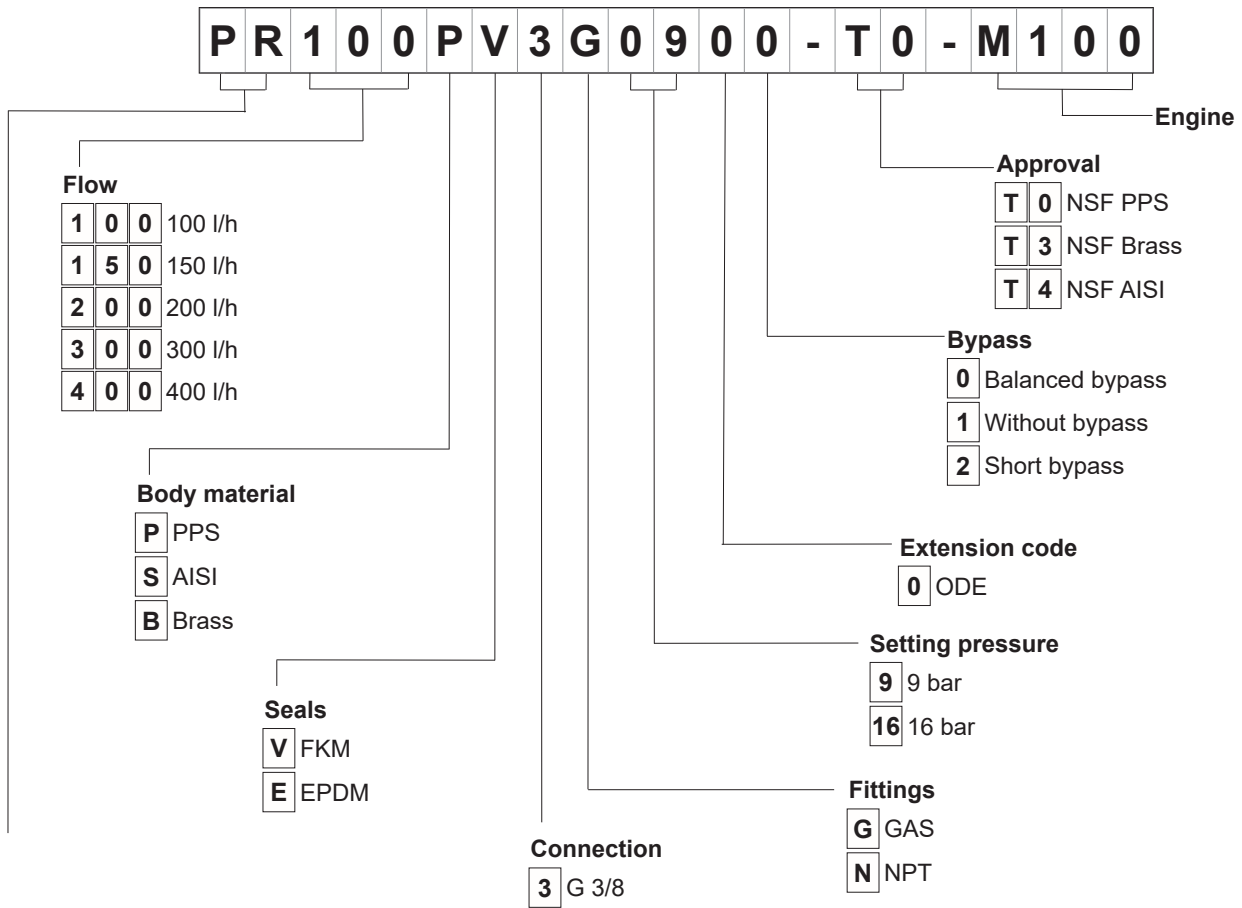 PR100PV3G0900-T0-M100
Engine
Approval
T0 NSF PPS
T3 NSF Brass
T4 NSF AISI
Flow
100 100 l/h
150 150 l/h
200 200 l/h
300 300 l/h
400 400 l/h
Bypass
0 Balanced bypass
1 Without bypass
2 Short bypass
Body material
P PPS
S AISI
B Brass
Extension code
0 ODE
Setting pressure
9 9 bar
16 16 bar
Seals
V FKM
E EPDM
Fittings
G GAS
N NPT
Connection
3 G 3/8